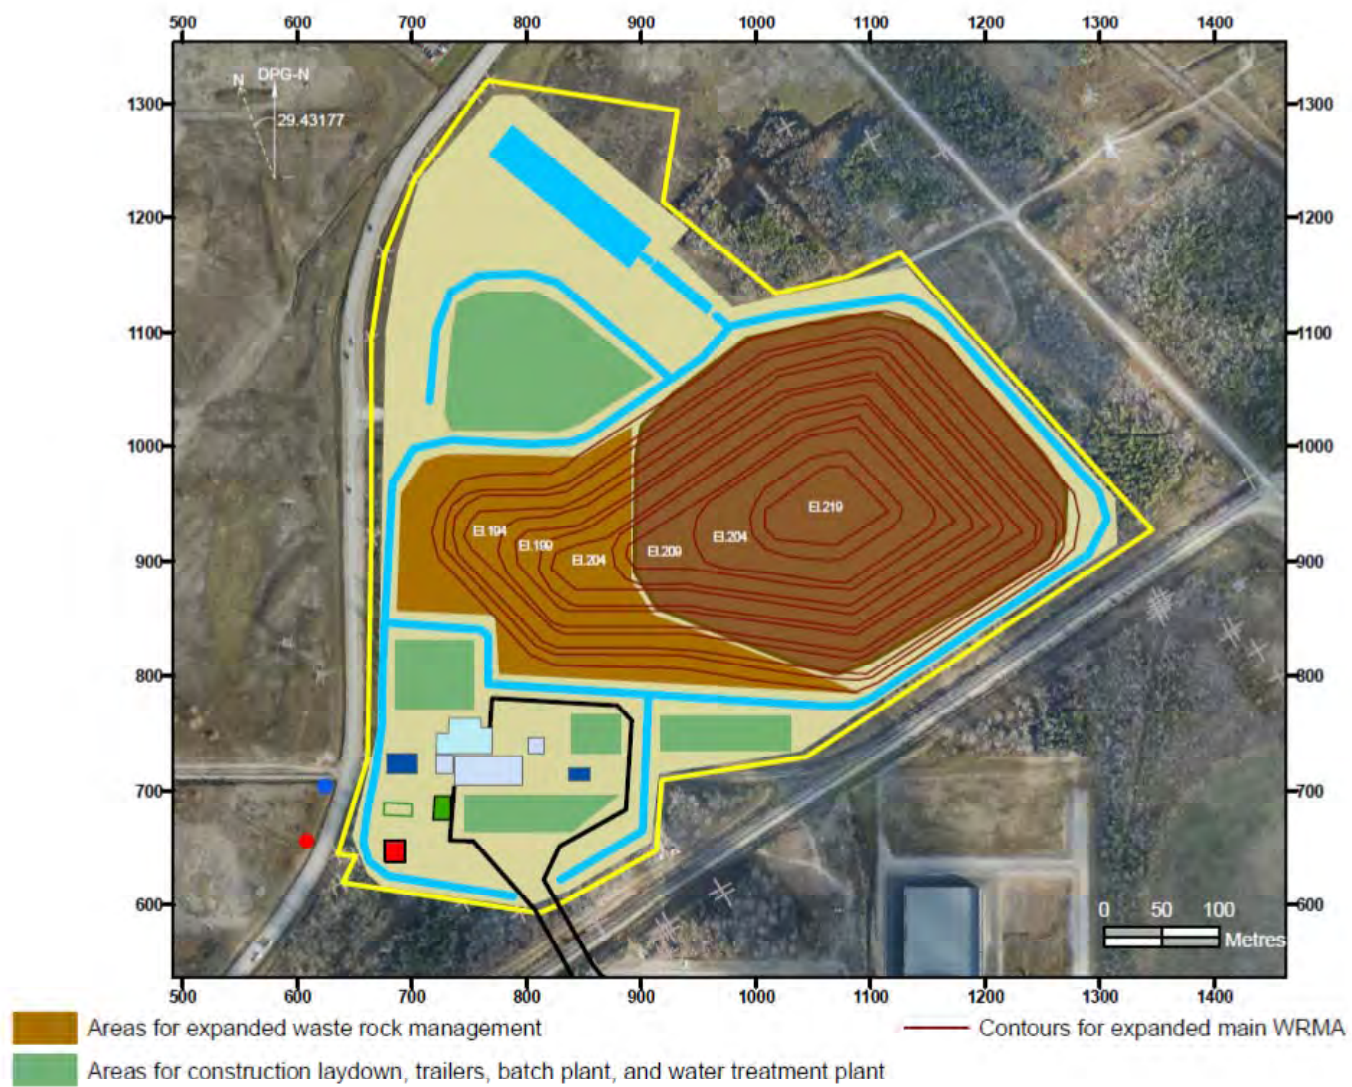 500 600 700 800 900 1000 1100 1200 1300 1400
N DPG-N
29.43177
1300 1300
1200 1200
1100 1100
1000 1000
El.219
El.194
El.199
El.204
El.209
El.204
900 900
800 800
700 700
600 600
0 50 100
Metres
500 600 700 800 900 1000 1100 1200 1300 1400
Areas for expanded waste rock management
Contours for expanded main WRMA
Areas for construction laydown, trailers, batch plant, and water treatment plant